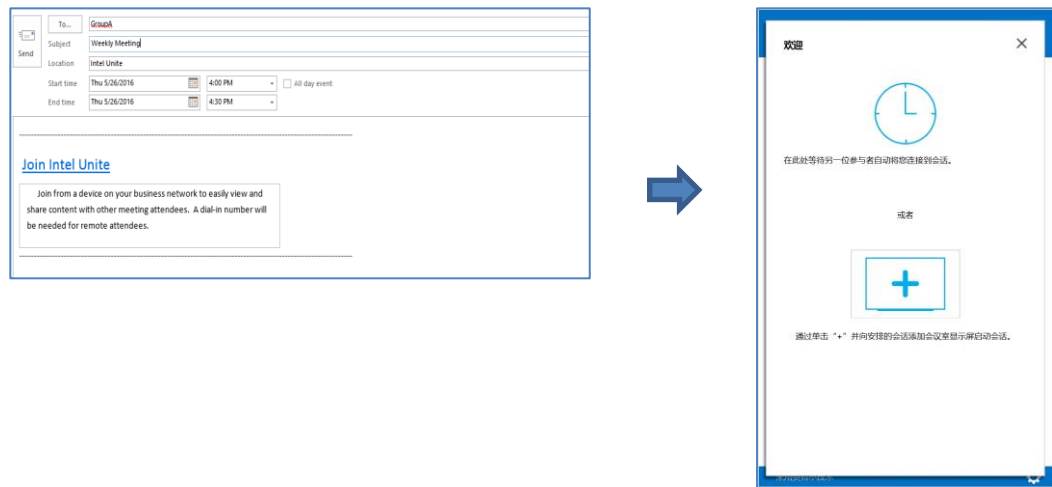 To...
GroupA
Send
Subject
Weekly Meeting
Location
Intel Unite
Start time
Thu 5/26/2016
4:00 PM
All day event
End time
Thu 5/26/2016
4:30 PM
Join Intel Unite
Join from a device on your business network to easily view and
share content with other meeting attendees. A dial-in number will
be needed for remote attendees.
欢迎
在此处等待另一位参与者自动将您连接到会话。
或者
通过单击“+”并向安排的会话添加会议室显示屏启动会话。